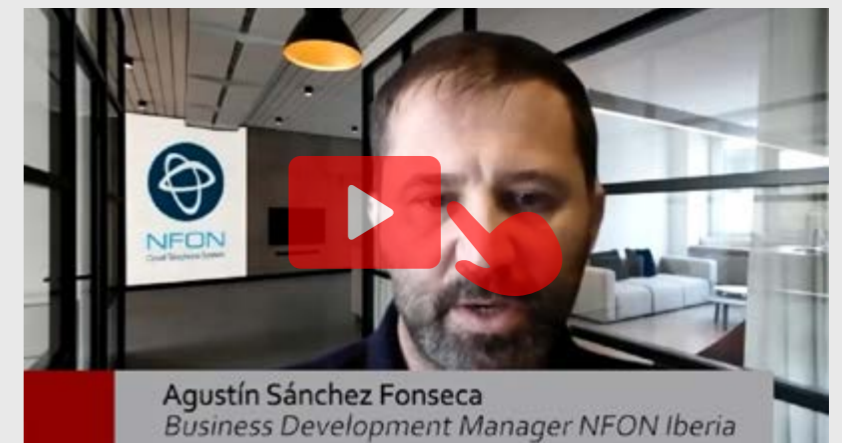 NFON
Cloud Telephone System
Agustín Sánchez Fonseca
Business Development Manager NFON Iberia